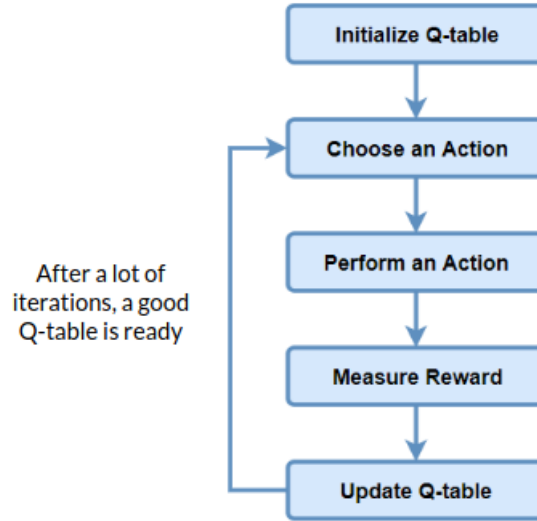 Initialize Q-table
Choose an Action
Perform an Action
After a lot of
iterations, a good
Q-table is ready
Measure Reward
Update Q-table